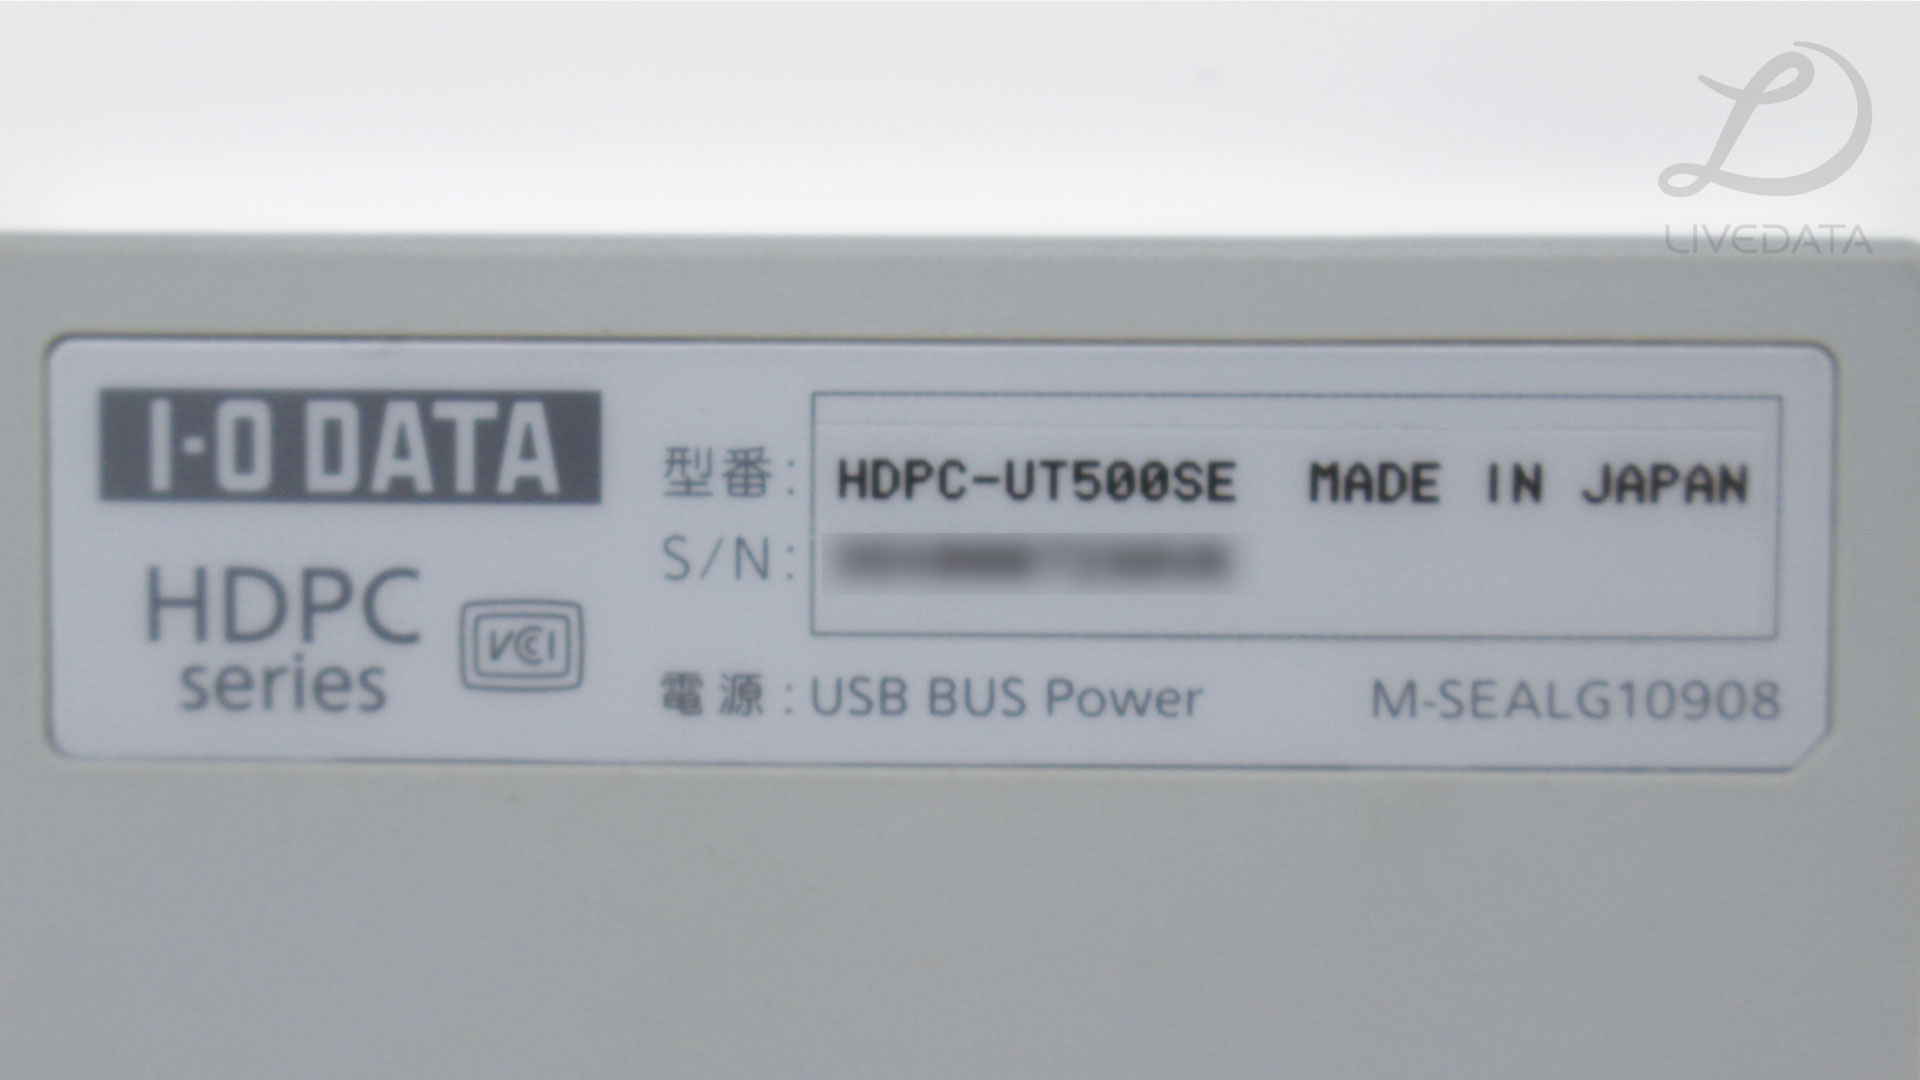 LIVEDATA
I-O DATA
HDPC
series
VCCI
型番: HDPC-UT500SE MADE IN JAPAN
S/N:
電源: USB BUS Power M-SEALG10908